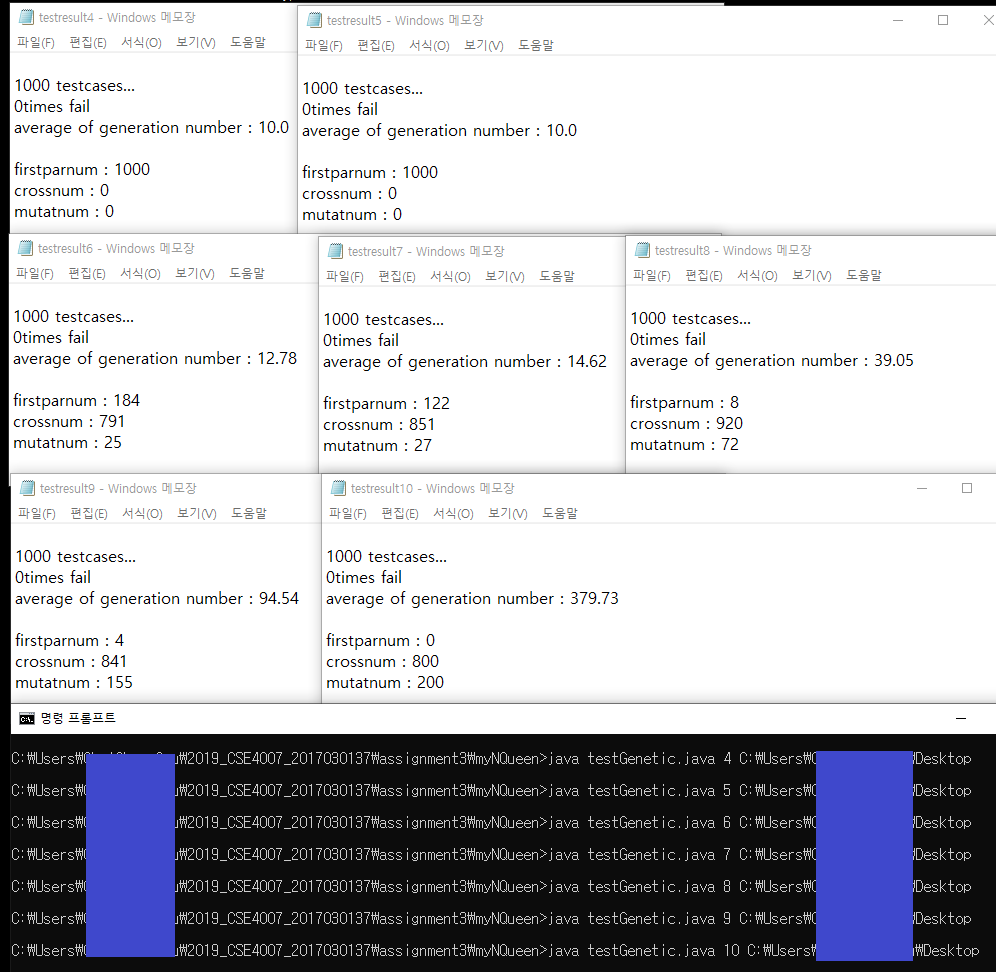 testresult4 - Windows 메모장
파일(F) 편집(E) 서식(O) 보기(V) 도움말
1000 testcases...
0times fail
average of generation number : 10.0
firstparnum : 1000
crossnum : 0
mutatnum : 0
testresult5 - Windows 메모장
파일(F) 편집(E) 서식(O) 보기(V) 도움말
1000 testcases...
0times fail
average of generation number : 10.0
firstparnum : 1000
crossnum : 0
mutatnum : 0
testresult6 - Windows 메모장
파일(F) 편집(E) 서식(O) 보기(V) 도움말
1000 testcases...
0times fail
average of generation number : 12.78
firstparnum : 184
crossnum : 791
mutatnum : 25
testresult7 - Windows 메모장
파일(F) 편집(E) 서식(O) 보기(V) 도움말
1000 testcases...
0times fail
average of generation number : 14.62
firstparnum : 122
crossnum : 851
mutatnum : 27
testresult8 - Windows 메모장
파일(F) 편집(E) 서식(O) 보기(V) 도움말
1000 testcases...
0times fail
average of generation number : 39.05
firstparnum : 8
crossnum : 920
mutatnum : 72
testresult9 - Windows 메모장
파일(F) 편집(E) 서식(O) 보기(V) 도움말
1000 testcases...
0times fail
average of generation number : 94.54
firstparnum : 4
crossnum : 841
mutatnum : 155
testresult10 - Windows 메모장
파일(F) 편집(E) 서식(O) 보기(V) 도움말
1000 testcases...
0times fail
average of generation number : 379.73
firstparnum : 0
crossnum : 800
mutatnum : 200
명령 프롬프트
C:₩Users₩ ₩2019_CSE4007_2017030137₩assignment3₩myNQueen>java testGenetic.java 4 C:₩Users₩ ₩Desktop
C:₩Users₩ ₩2019_CSE4007_2017030137₩assignment3₩myNQueen>java testGenetic.java 5 C:₩Users₩ ₩Desktop
C:₩Users₩ ₩2019_CSE4007_2017030137₩assignment3₩myNQueen>java testGenetic.java 6 C:₩Users₩ ₩Desktop
C:₩Users₩ ₩2019_CSE4007_2017030137₩assignment3₩myNQueen>java testGenetic.java 7 C:₩Users₩ ₩Desktop
C:₩Users₩ ₩2019_CSE4007_2017030137₩assignment3₩myNQueen>java testGenetic.java 8 C:₩Users₩ ₩Desktop
C:₩Users₩ ₩2019_CSE4007_2017030137₩assignment3₩myNQueen>java testGenetic.java 9 C:₩Users₩ ₩Desktop
C:₩Users₩ ₩2019_CSE4007_2017030137₩assignment3₩myNQueen>java testGenetic.java 10 C:₩Users₩ ₩Desktop